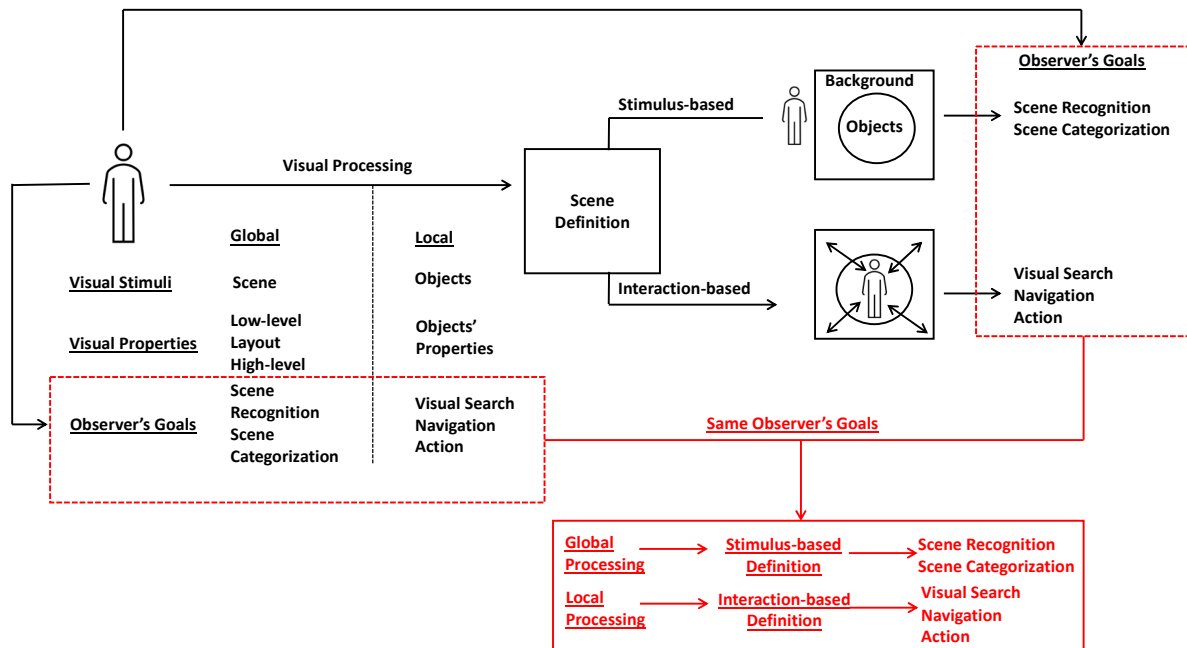 Observer's Goals
Background
Stimulus-based
Objects
Scene Recognition
Scene Categorization
Visual Processing
Scene
Definition
Global
Local
Visual Stimuli
Scene
Objects
Interaction-based
Visual Search
Navigation
Action
Visual Properties
Low-level
Layout
High-level
Objects'
Properties
Observer's Goals
Scene
Recognition
Scene
Categorization
Visual Search
Navigation
Action
Same Observer's Goals
Global
Processing
Stimulus-based
Definition
Scene Recognition
Scene Categorization
Local
Processing
Interaction-based
Definition
Visual Search
Navigation
Action